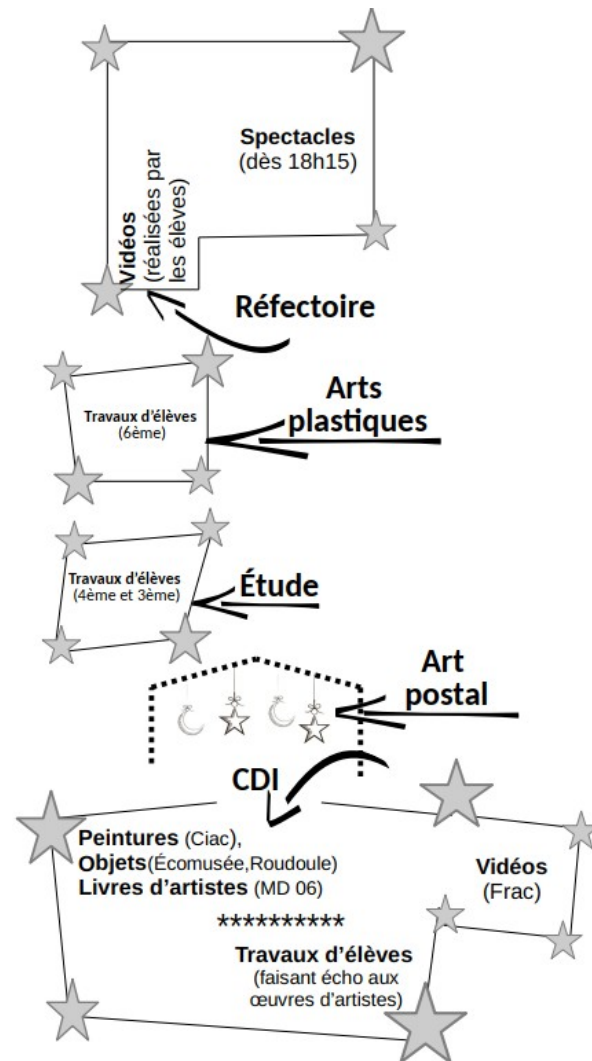 Spectacles
(dès 18h15)
Vidéos
(réalisées par
les élèves)
Réfectoire
Arts
plastiques
Travaux d'élèves
(6ème)
Travaux d'élèves
(4ème et 3ème)
Étude
Art
postal
CDI
Peintures (Ciac),
Objets(Écomusée,Roudoule)
Livres d'artistes (MD 06)
Vidéos
(Frac)
**********
Travaux d'élèves
(faisant écho aux
œuvres d'artistes)